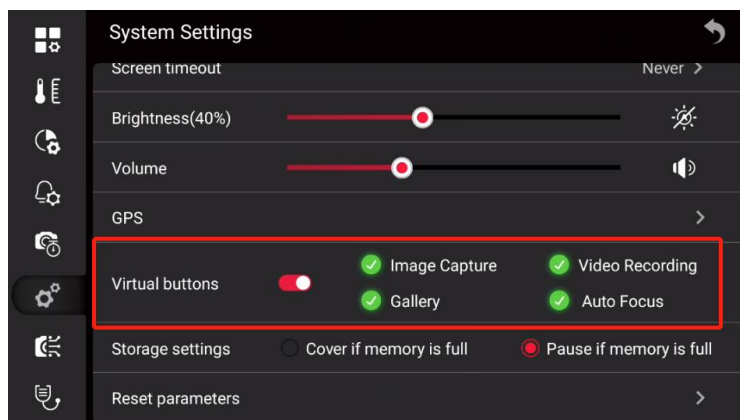 System Settings
Screen timeout Never >
Brightness(40%)
Volume
GPS >
Virtual buttons Image Capture Video Recording
Gallery Auto Focus
Storage settings Cover if memory is full Pause if memory is full
Reset parameters >